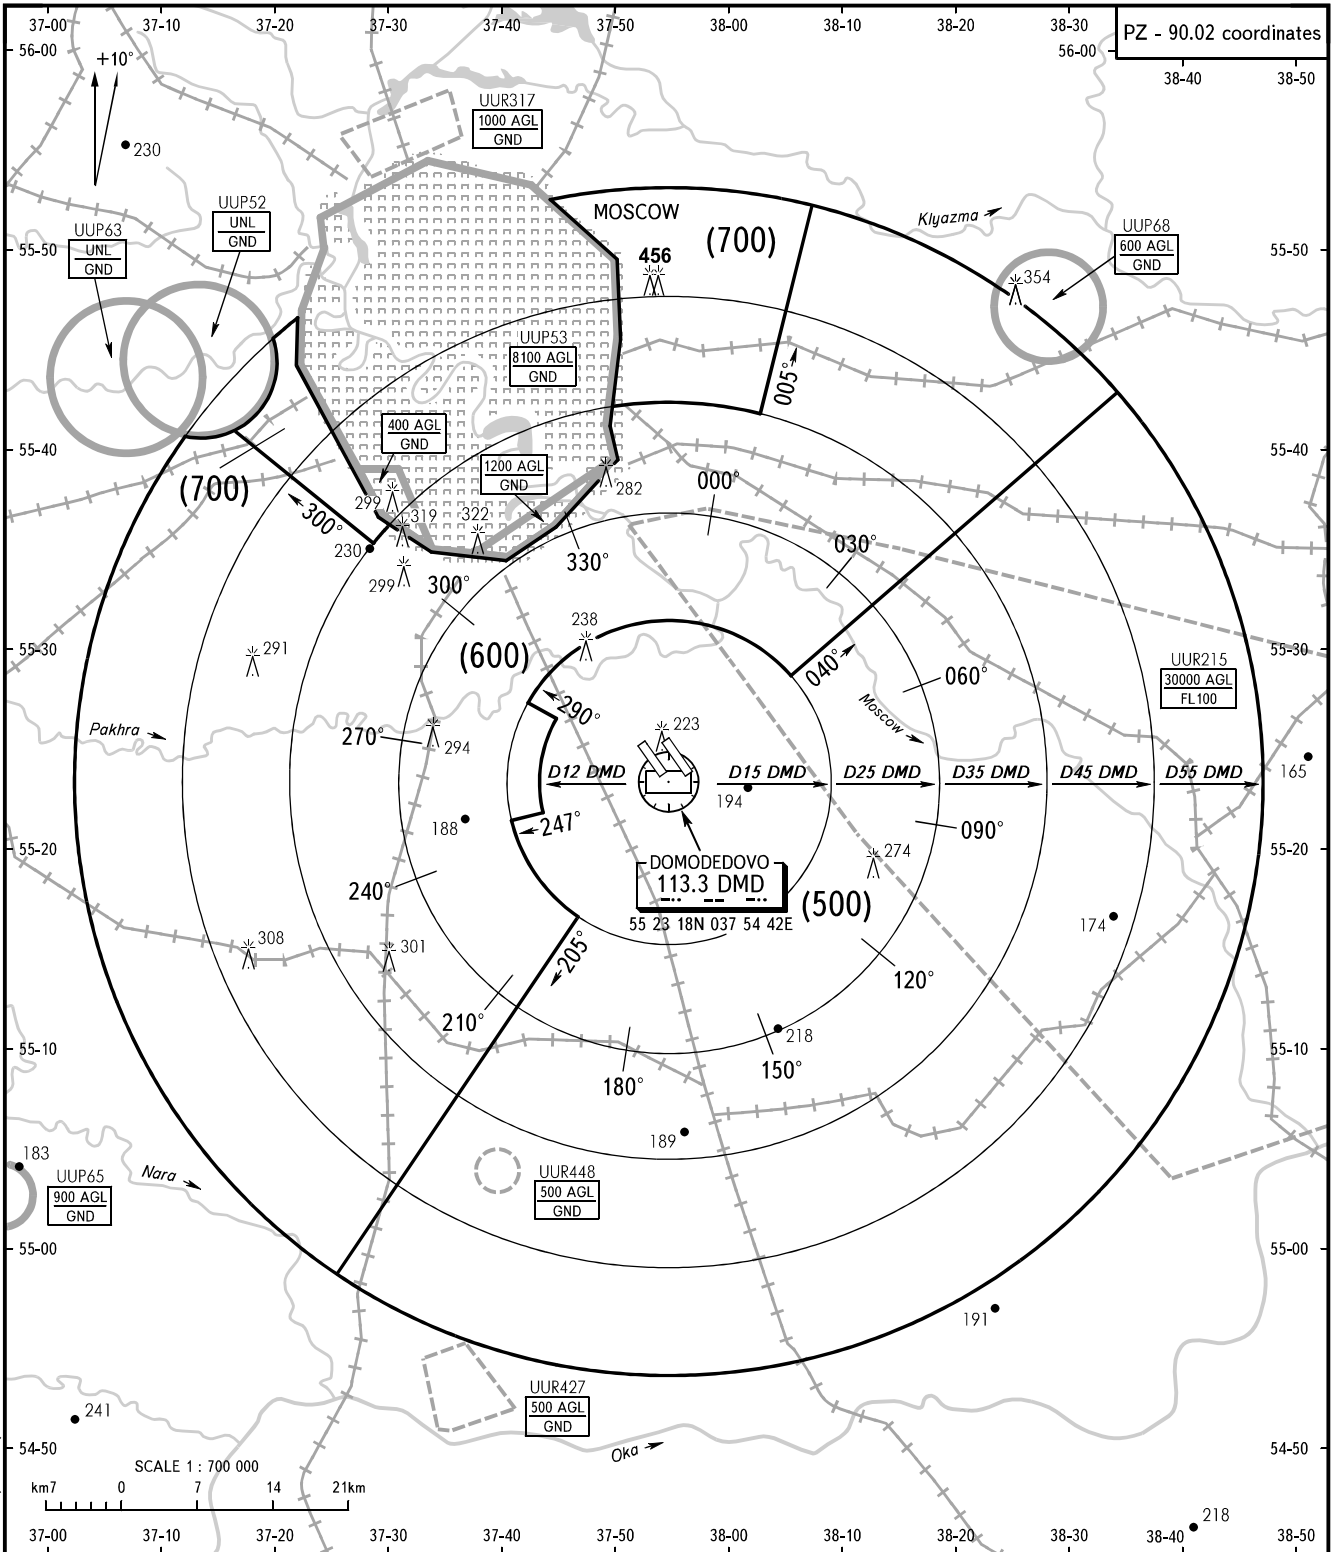 37-00 37-10 37-20 37-30 37-40 37-50 38-00 38-10 38-20 38-30
PZ - 90.02 coordinates
56-00
56-00
38-40 38-50
+10°
230
UUR317
1000 AGL
GND
UUP52
UNL
GND
UUP63
UNL
GND
MOSCOW
(700)
456
Klyazma
UUP68
600 AGL
GND
354
55-50
55-50
UUP53
8100 AGL
GND
005°
400 AGL
GND
1200 AGL
GND
55-40
55-40
(700)
300°
299
319
322
282
000°
230
299
300°
330°
030°
238
(600)
291
55-30
55-30
040°
060°
UUR215
30000 AGL
FL100
Moscow
290°
Pakhra
270°
294
223
165
D12 DMD
D15 DMD
D25 DMD
D35 DMD
D45 DMD
D55 DMD
194
188
247°
090°
55-20
55-20
274
DOMODEDOVO
113.3 DMD
55 23 18N 037 54 42E
(500)
240°
174
308
301
205°
120°
210°
218
55-10
55-10
180°
150°
189
183
UUP65
900 AGL
GND
Nara
UUR448
500 AGL
GND
55-00
55-00
191
UUR427
500 AGL
GND
241
54-50
54-50
Oka
SCALE 1 : 700 000
km7 0 7 14 21km
218
37-00 37-10 37-20 37-30 37-40 37-50 38-00 38-10 38-20 38-30 38-40 38-50